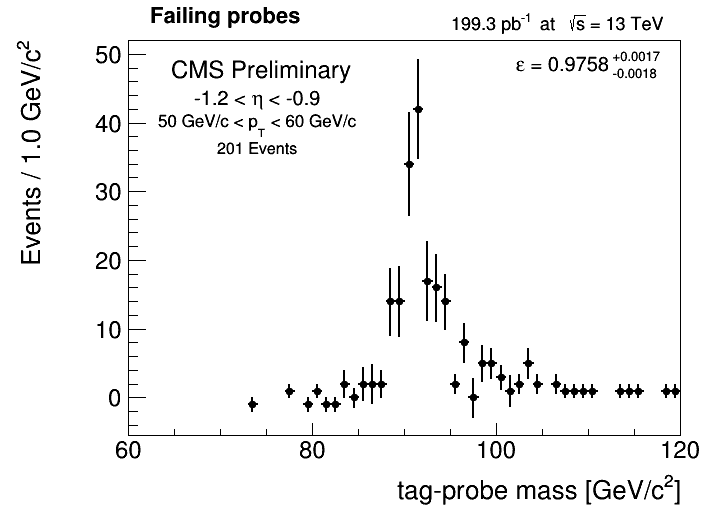 Failing probes
199.3 pb⁻¹ at √s = 13 TeV
CMS Preliminary
-1.2 < η < -0.9
50 GeV/c < p_T < 60 GeV/c
201 Events
ε = 0.9758 +0.0017 -0.0018
Events / 1.0 GeV/c²
50
40
30
20
10
0
60 80 100 120
tag-probe mass [GeV/c²]